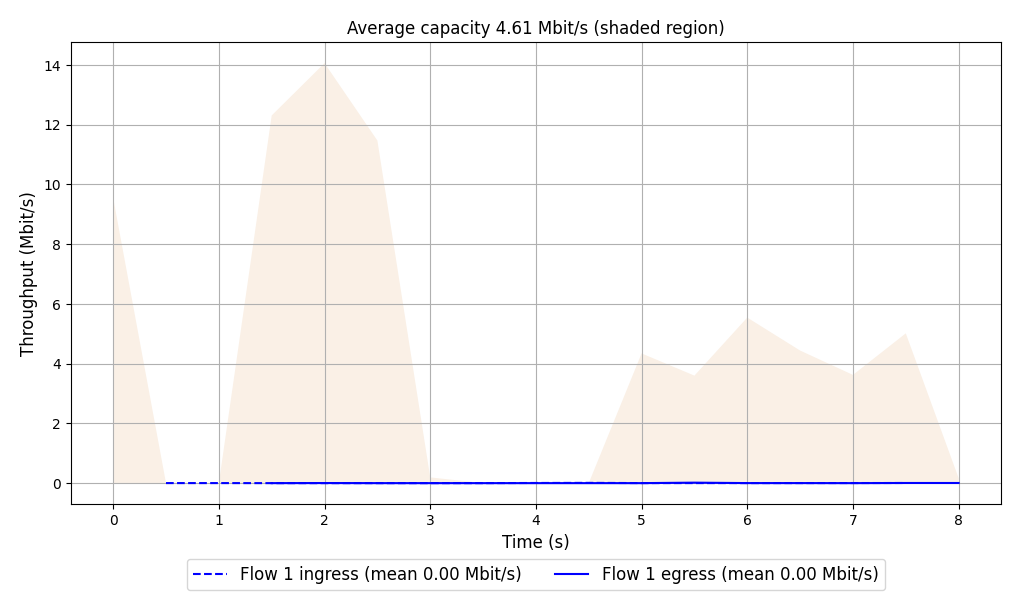 Average capacity 4.61 Mbit/s (shaded region)
Throughput (Mbit/s)
14
12
10
8
6
4
2
0
0 1 2 3 4 5 6 7 8
Time (s)
Flow 1 ingress (mean 0.00 Mbit/s) Flow 1 egress (mean 0.00 Mbit/s)